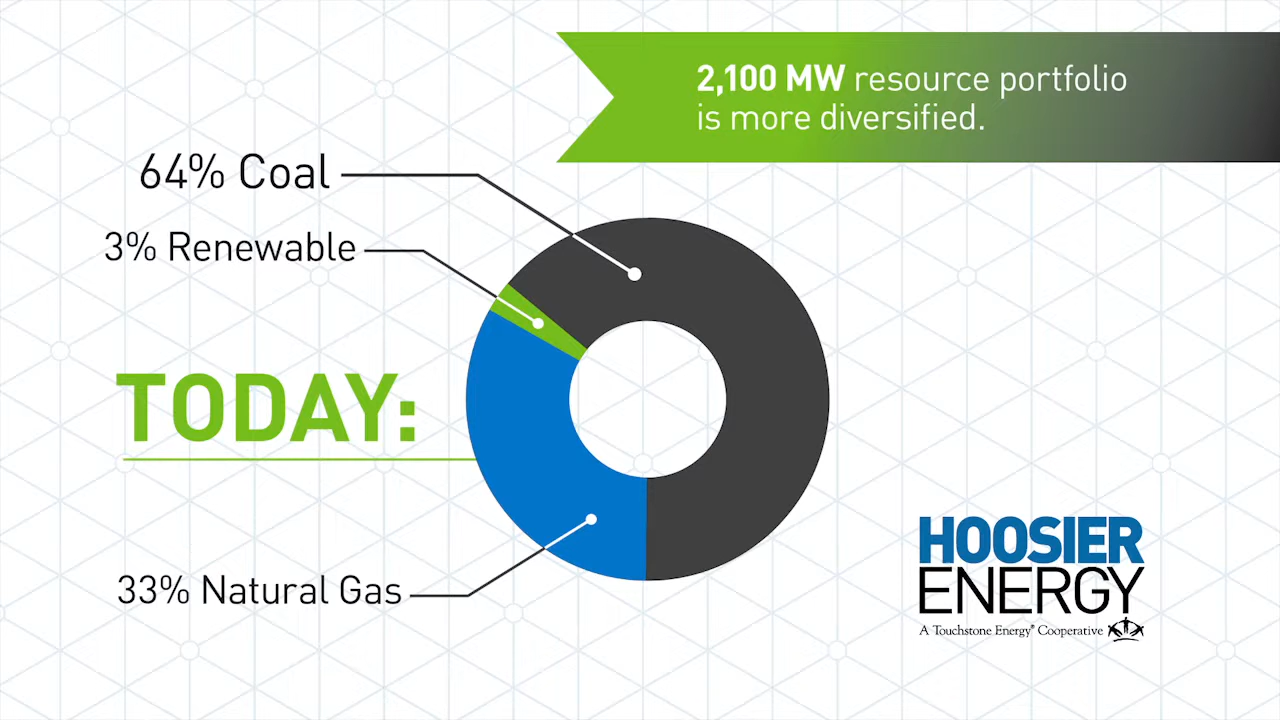 2,100 MW resource portfolio
is more diversified.
64% Coal
3% Renewable
TODAY:
33% Natural Gas
HOOSIER
ENERGY
A Touchstone Energy® Cooperative